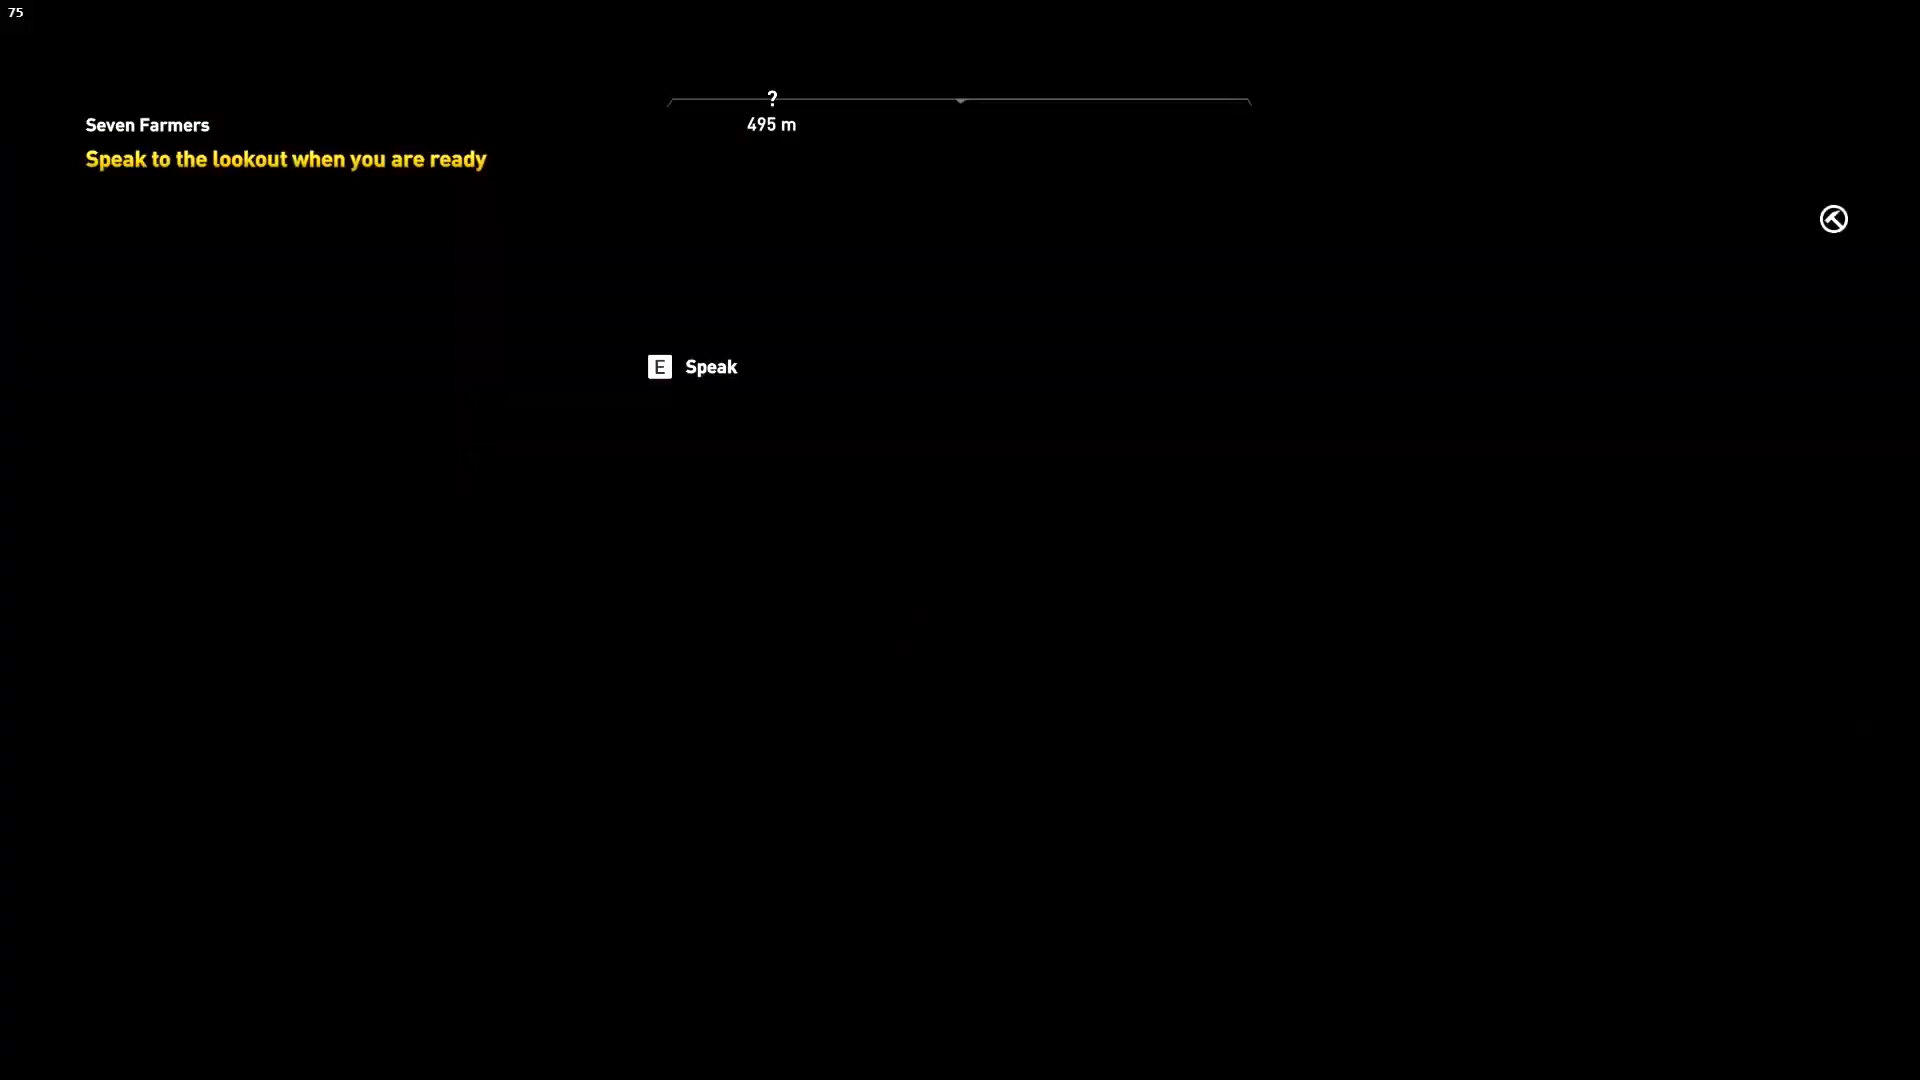 75
?
495 m
Seven Farmers
Speak to the lookout when you are ready
E Speak